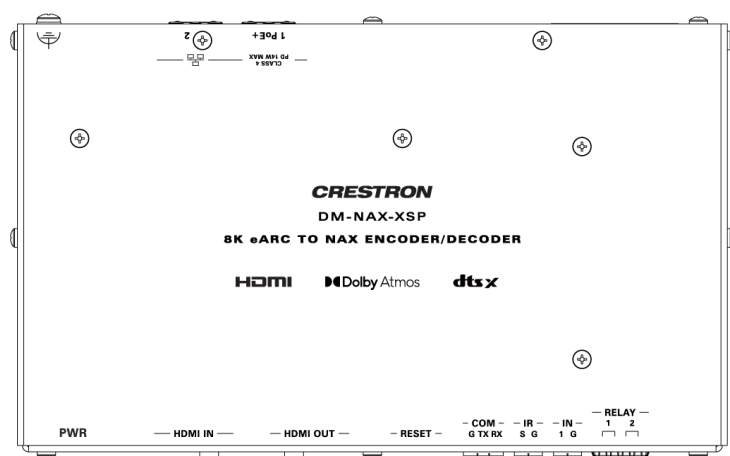 2 1 PoE+
CLASS 4
PD 14W MAX
CRESTRON
DM-NAX-XSP
8K eARC TO NAX ENCODER/DECODER
HDMI Dolby Atmos dts x
RELAY
COM IR IN 1 2
PWR HDMI IN HDMI OUT RESET G TX RX S G 1 G